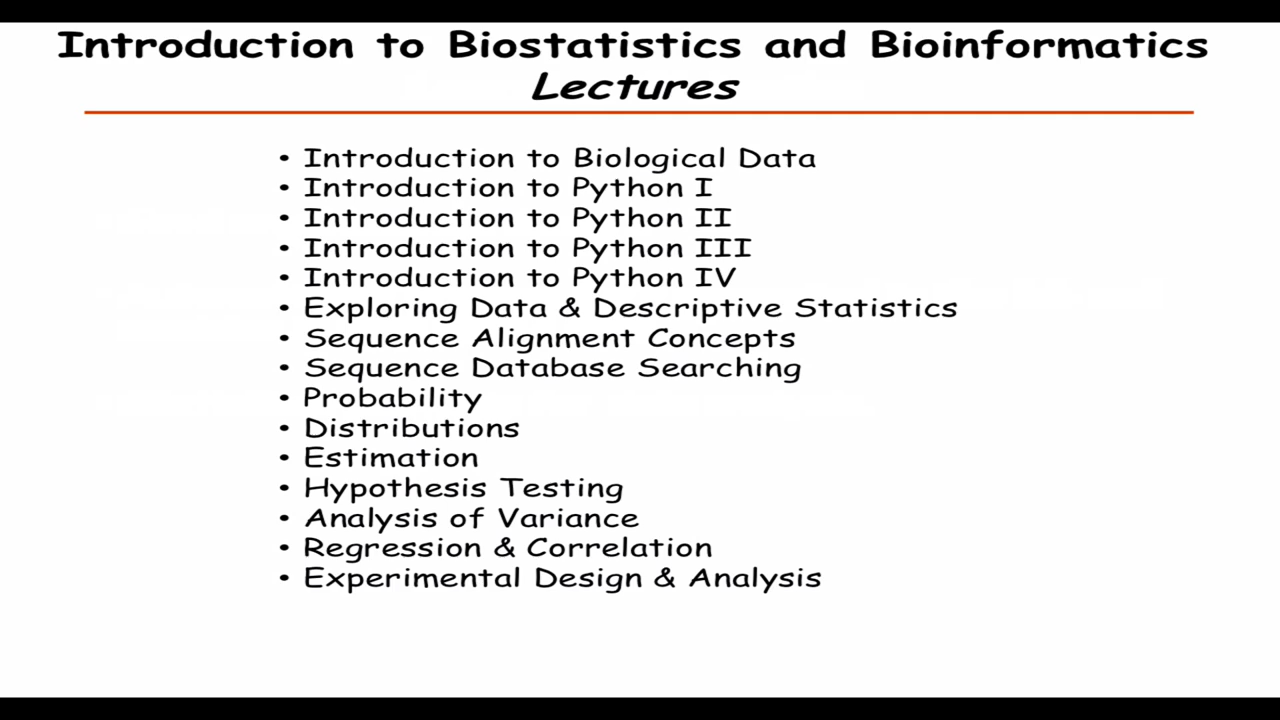 Introduction to Biostatistics and Bioinformatics
Lectures
• Introduction to Biological Data
• Introduction to Python I
• Introduction to Python II
• Introduction to Python III
• Introduction to Python IV
• Exploring Data & Descriptive Statistics
• Sequence Alignment Concepts
• Sequence Database Searching
• Probability
• Distributions
• Estimation
• Hypothesis Testing
• Analysis of Variance
• Regression & Correlation
• Experimental Design & Analysis